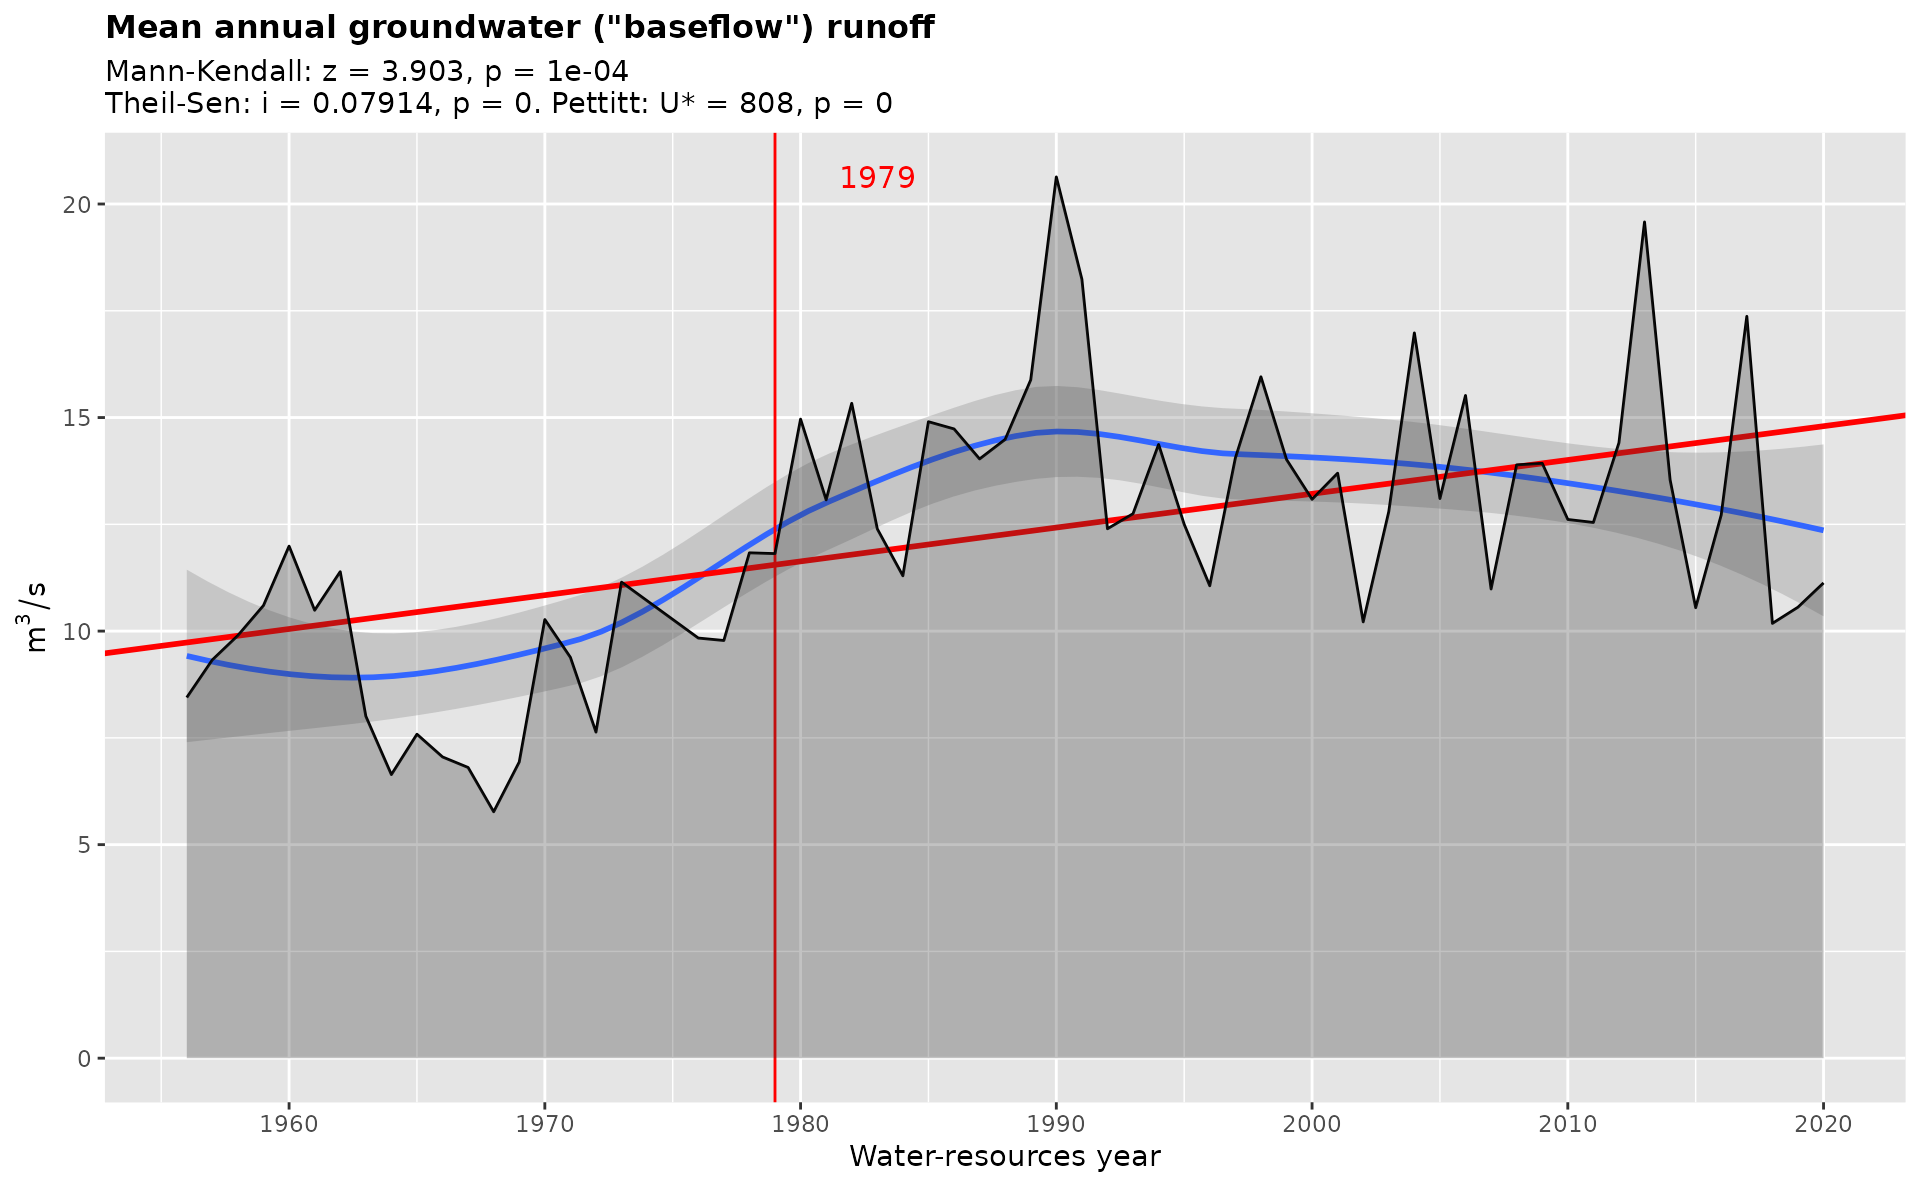 Mean annual groundwater ("baseflow") runoff
Mann-Kendall: z = 3.903, p = 1e-04
Theil-Sen: i = 0.07914, p = 0. Pettitt: U* = 808, p = 0
1979
20
15
10
5
0
m³/s
1960 1970 1980 1990 2000 2010 2020
Water-resources year